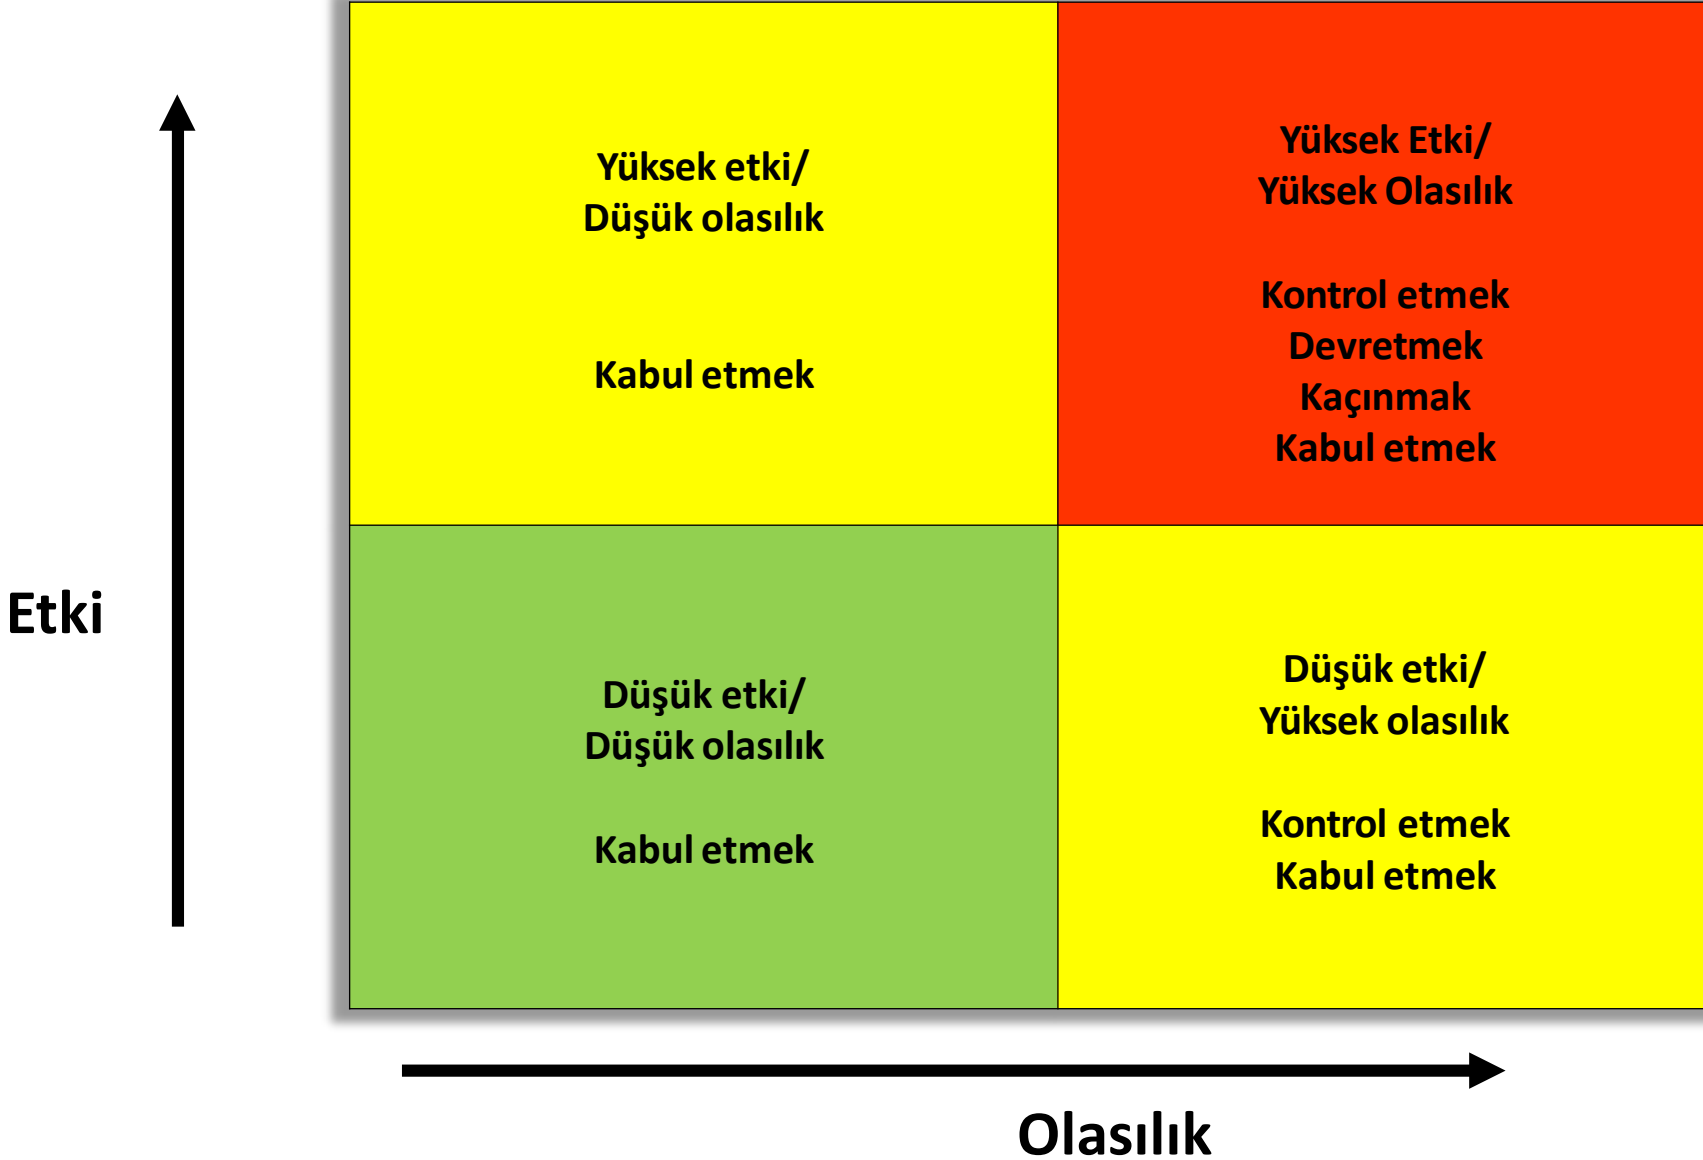 Yüksek etki/
Düşük olasılık
Kabul etmek
Yüksek Etki/
Yüksek Olasılık
Kontrol etmek
Devretmek
Kaçınmak
Kabul etmek
Etki
Düşük etki/
Düşük olasılık
Kabul etmek
Düşük etki/
Yüksek olasılık
Kontrol etmek
Kabul etmek
Olasılık